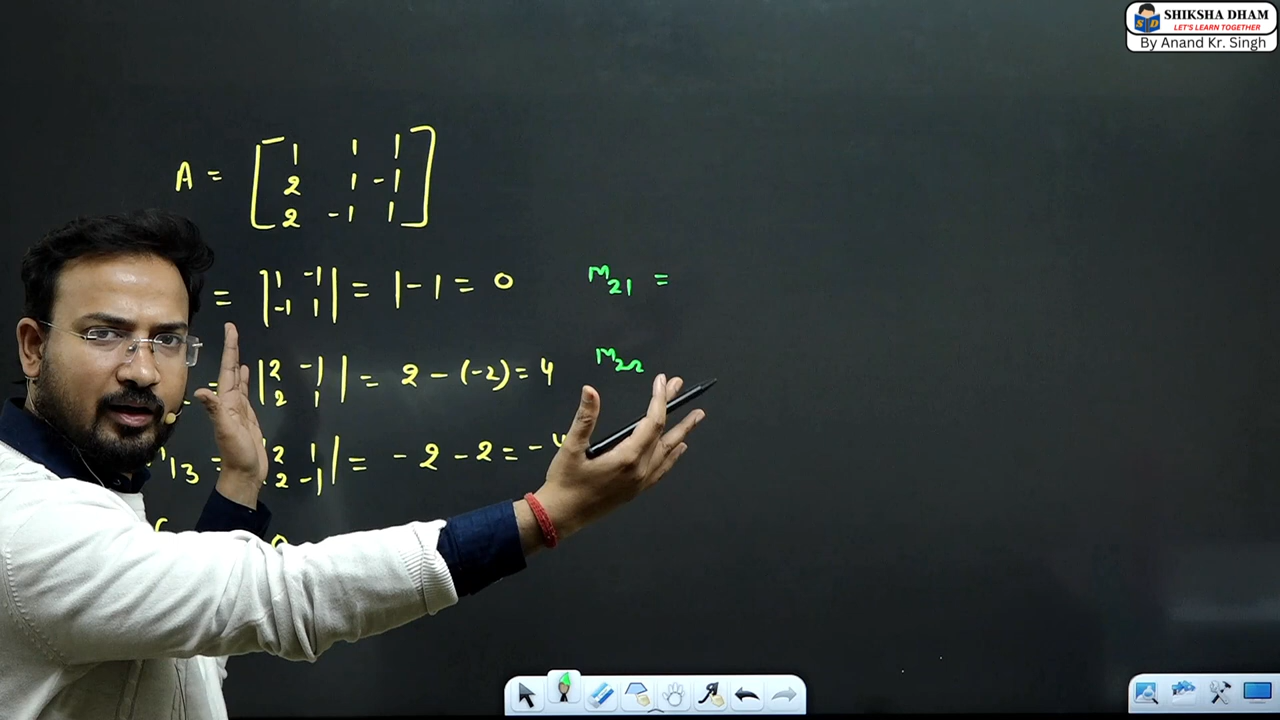 SHIKSHA DHAM
LET'S LEARN TOGETHER
By Anand Kr. Singh
A = [ 1 1 1
2 1 -1
2 -1 1 ]
= | 1 -1
-1 1 | = 1 - 1 = 0
M21 =
= | 2 -1
2 1 | = 2 - (-2) = 4
M22
13 = | 2 1
2 -1 | = - 2 - 2 = - 4